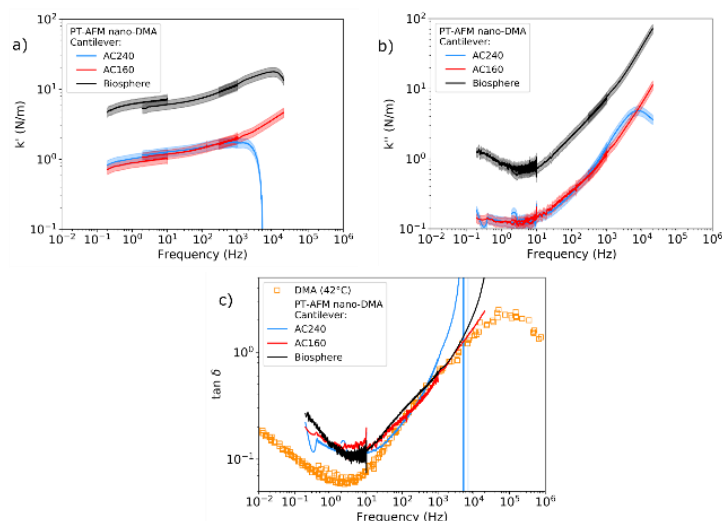 a)
PT-AFM nano-DMA
Cantilever:
AC240
AC160
Biosphere
k' (N/m)
10²
10¹
10⁰
10⁻¹
10⁻² 10⁻¹ 10⁰ 10¹ 10² 10³ 10⁴ 10⁵ 10⁶
Frequency (Hz)
b)
PT-AFM nano-DMA
Cantilever:
AC240
AC160
Biosphere
k'' (N/m)
10²
10¹
10⁰
10⁻¹
10⁻² 10⁻¹ 10⁰ 10¹ 10² 10³ 10⁴ 10⁵ 10⁶
Frequency (Hz)
c)
DMA (42°C)
PT-AFM nano-DMA
Cantilever:
AC240
AC160
Biosphere
tan δ
10⁰
10⁻¹
10⁻² 10⁻¹ 10⁰ 10¹ 10² 10³ 10⁴ 10⁵ 10⁶
Frequency (Hz)